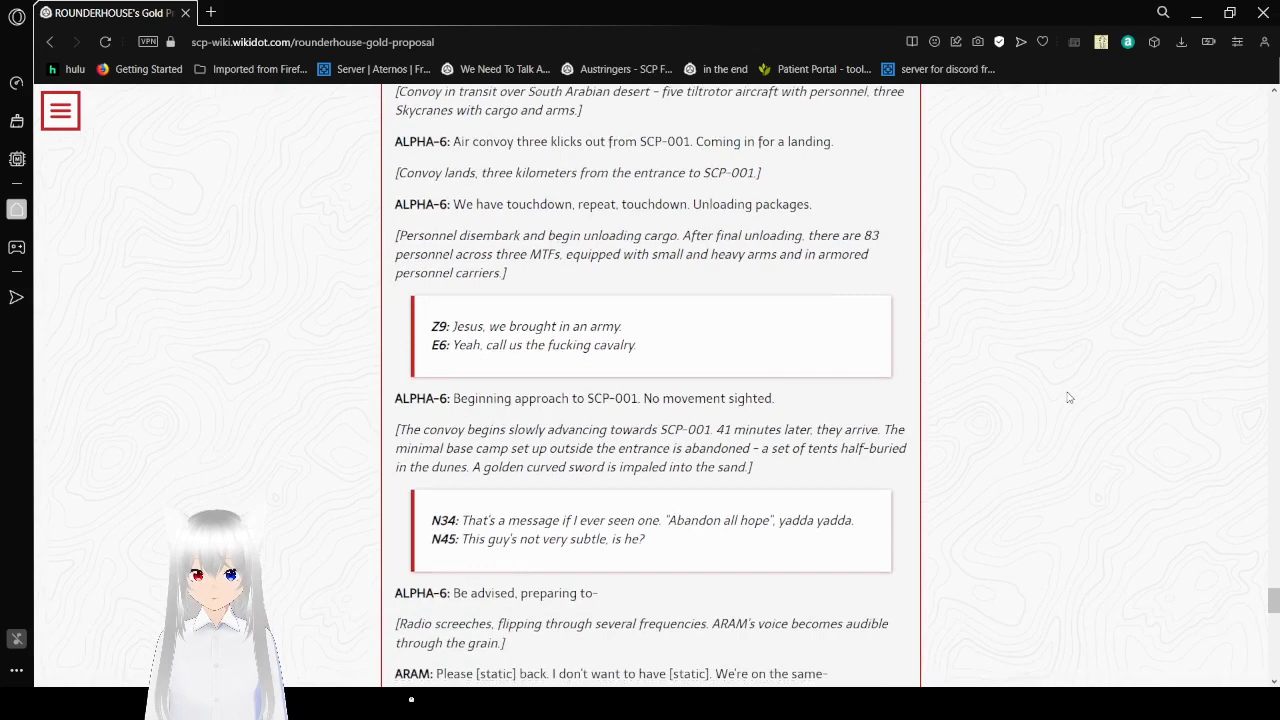 ROUNDERHOUSE's Gold P
VPN
scp-wiki.wikidot.com/rounderhouse-gold-proposal
hulu
Getting Started
Imported from Firef...
Server | Aternos | Fr...
We Need To Talk A...
Austringers - SCP F...
in the end
Patient Portal - tool...
server for discord fr...
[Convoy in transit over South Arabian desert - five tiltrotor aircraft with personnel, three
Skycranes with cargo and arms.]
ALPHA-6: Air convoy three klicks out from SCP-001. Coming in for a landing.
[Convoy lands, three kilometers from the entrance to SCP-001.]
ALPHA-6: We have touchdown, repeat, touchdown. Unloading packages.
[Personnel disembark and begin unloading cargo. After final unloading, there are 83
personnel across three MTFs, equipped with small and heavy arms and in armored
personnel carriers.]
Z9: Jesus, we brought in an army.
E6: Yeah, call us the fucking cavalry.
ALPHA-6: Beginning approach to SCP-001. No movement sighted.
[The convoy begins slowly advancing towards SCP-001. 41 minutes later, they arrive. The
minimal base camp set up outside the entrance is abandoned - a set of tents half-buried
in the dunes. A golden curved sword is impaled into the sand.]
N34: That's a message if I ever seen one. "Abandon all hope", yadda yadda.
N45: This guy's not very subtle, is he?
ALPHA-6: Be advised, preparing to-
[Radio screeches, flipping through several frequencies. ARAM's voice becomes audible
through the grain.]
ARAM: Please [static] back. I don't want to have [static]. We're on the same-